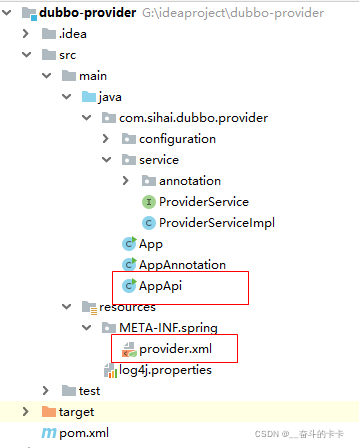 dubbo-provider G:\ideaproject\dubbo-provider
.idea
src
main
java
com.sihai.dubbo.provider
configuration
service
annotation
I ProviderService
C ProviderServiceImpl
C App
C AppAnnotation
C AppApi
resources
META-INF.spring
provider.xml
log4j.properties
test
target
m pom.xml
CSDN @__奋斗的卡卡